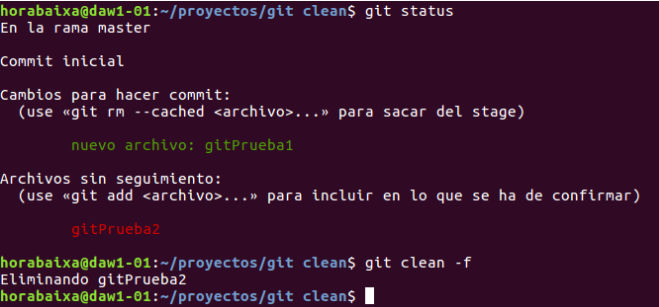 horabaixa@daw1-01:~/proyectos/git clean$ git status
En la rama master
Commit inicial
Cambios para hacer commit:
(use «git rm --cached <archivo>...» para sacar del stage)
nuevo archivo: gitPrueba1
Archivos sin seguimiento:
(use «git add <archivo>...» para incluir en lo que se ha de confirmar)
gitPrueba2
horabaixa@daw1-01:~/proyectos/git clean$ git clean -f
Eliminando gitPrueba2
horabaixa@daw1-01:~/proyectos/git clean$